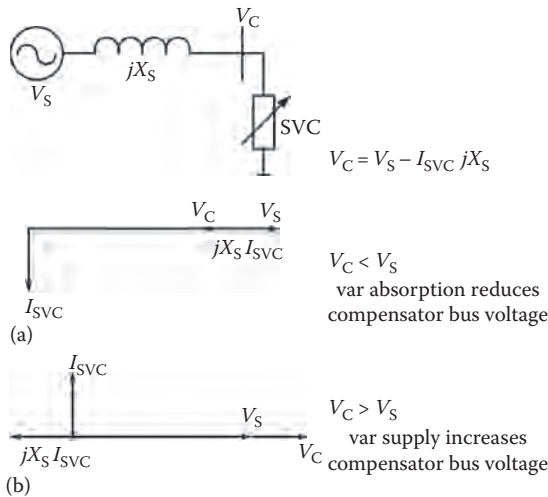 V_C
V_S
jX_S
SVC
V_C = V_S – I_SVC jX_S
V_C V_S
jX_S I_SVC
I_SVC
V_C < V_S
var absorption reduces
compensator bus voltage
(a)
I_SVC
V_S
jX_S I_SVC
V_C
V_C > V_S
var supply increases
compensator bus voltage
(b)